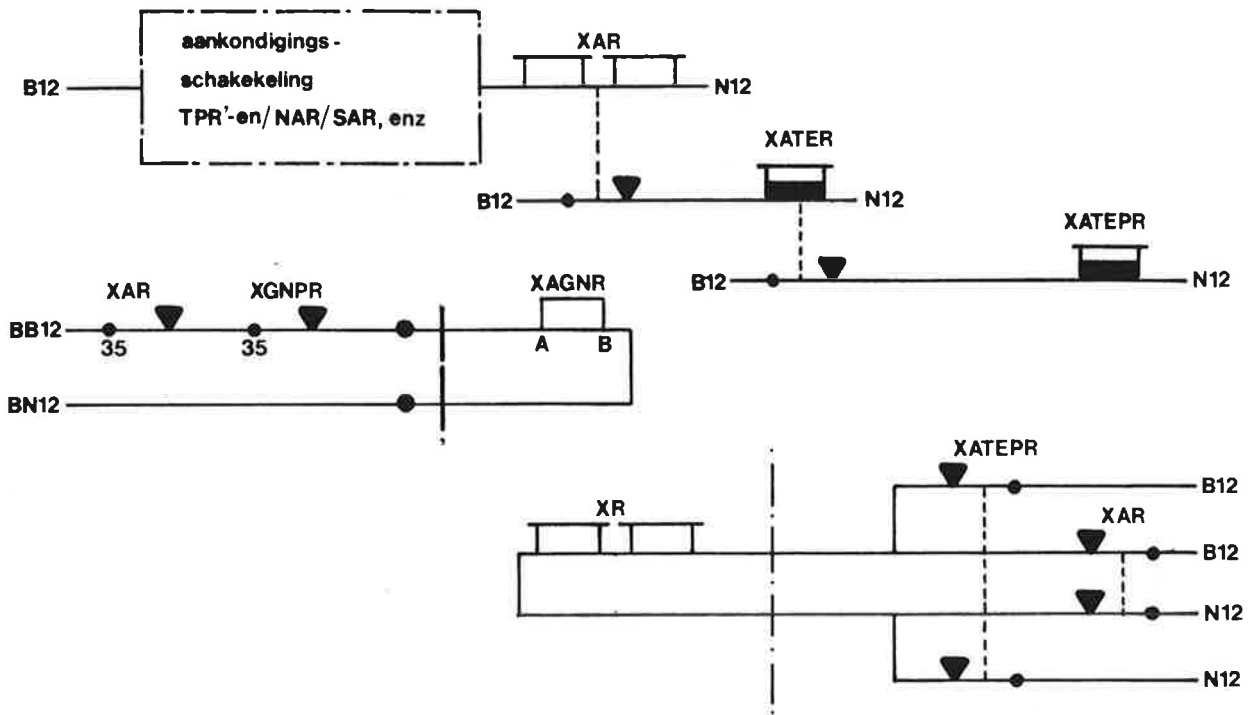 aankondigings-
schakekeling
TPR'-en/NAR/SAR, enz
B12
XAR
N12
XATER
B12
N12
XATEPR
B12
N12
XAR
XGNPR
XAGNR
BB12
35
35
A
B
BN12
XATEPR
B12
XR
XAR
B12
N12
N12